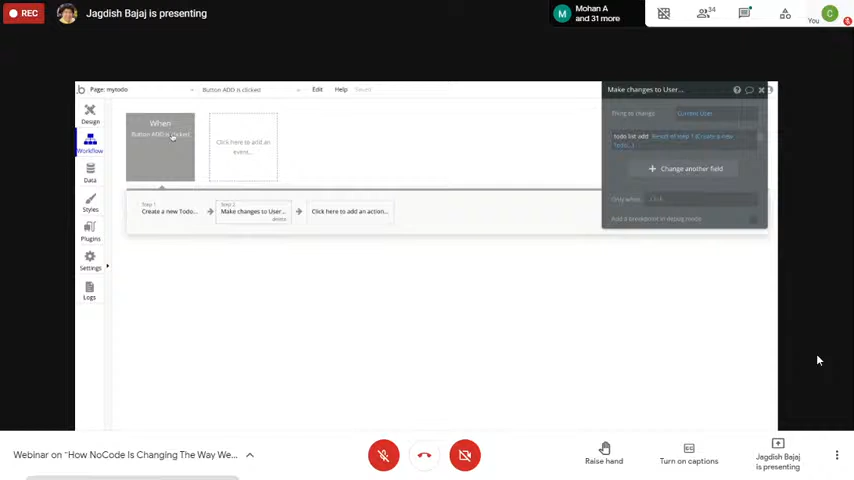 REC
Jagdish Bajaj is presenting
M
Mohan A
and 31 more
34
You
C
.b
Page: mytodo
Button ADD is clicked
Edit
Help
Saved
Make changes to User...
Design
Workflow
Data
Styles
Plugins
Settings
Logs
When
Button ADD is clicked
Click here to add an
event...
Step 1
Create a new Todo...
Step 2
Make changes to User...
delete
Click here to add an action...
Thing to change
Current User
todo list add Result of step 1 (Create a new
Todo...)
+ Change another field
Only when
Click
Add a breakpoint in debug mode
Webinar on "How NoCode Is Changing The Way We...
Raise hand
Turn on captions
Jagdish Bajaj
is presenting